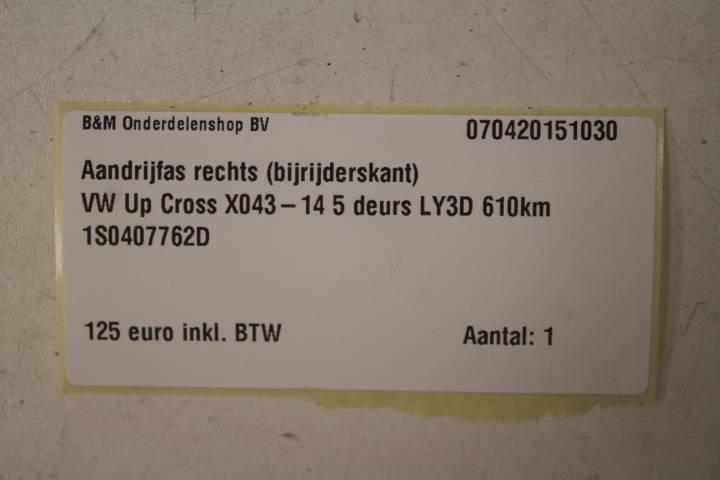 B&M Onderdelenshop BV 070420151030
Aandrijfas rechts (bijrijderskant)
VW Up Cross X043 – 14 5 deurs LY3D 610km
1S0407762D
125 euro inkl. BTW Aantal: 1